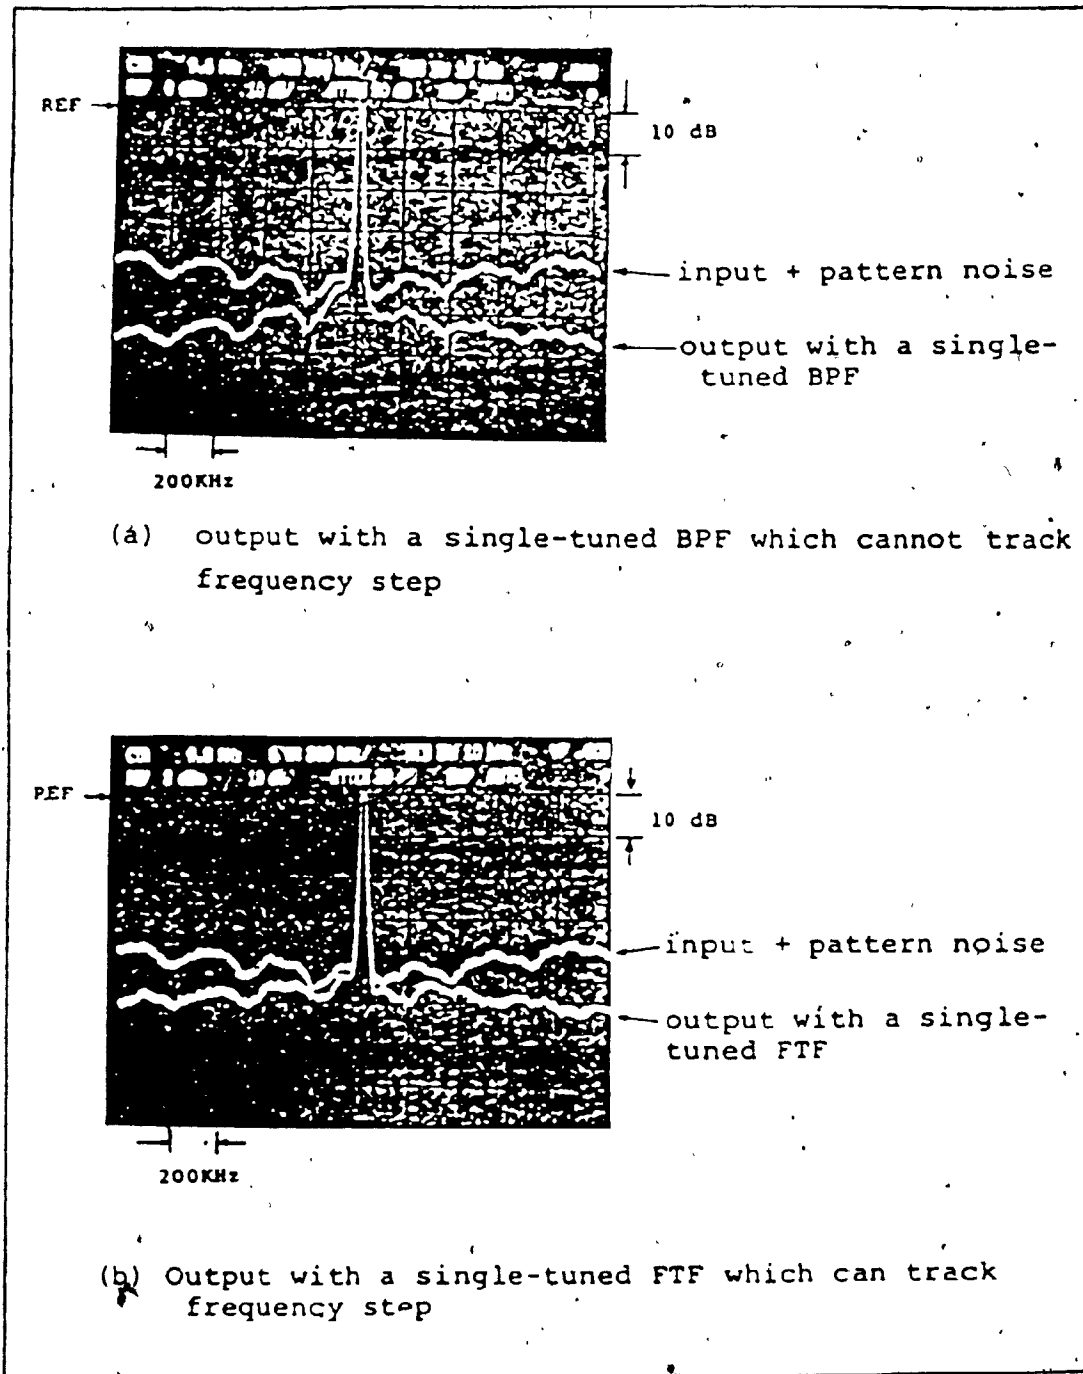 REF
10 dB
input + pattern noise
output with a single-
tuned BPF
200KHz
(a) output with a single-tuned BPF which cannot track
frequency step
REF
10 dB
input + pattern noise
output with a single-
tuned FTF
200KHz
(b) Output with a single-tuned FTF which can track
frequency step